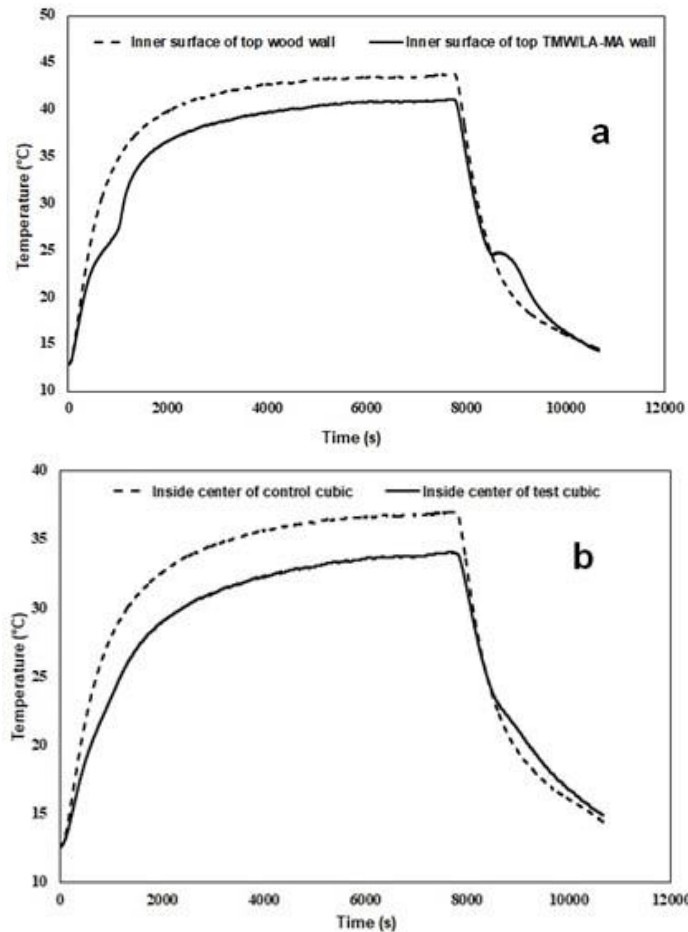 50
Inner surface of top wood wall Inner surface of top TMW/LA-MA wall
45
40
a
35
Temperature (°C)
30
25
20
15
10
0 2000 4000 6000 8000 10000 12000
Time (s)
40
Inside center of control cubic Inside center of test cubic
35
b
30
Temperature (°C)
25
20
15
10
0 2000 4000 6000 8000 10000 12000
Time (s)